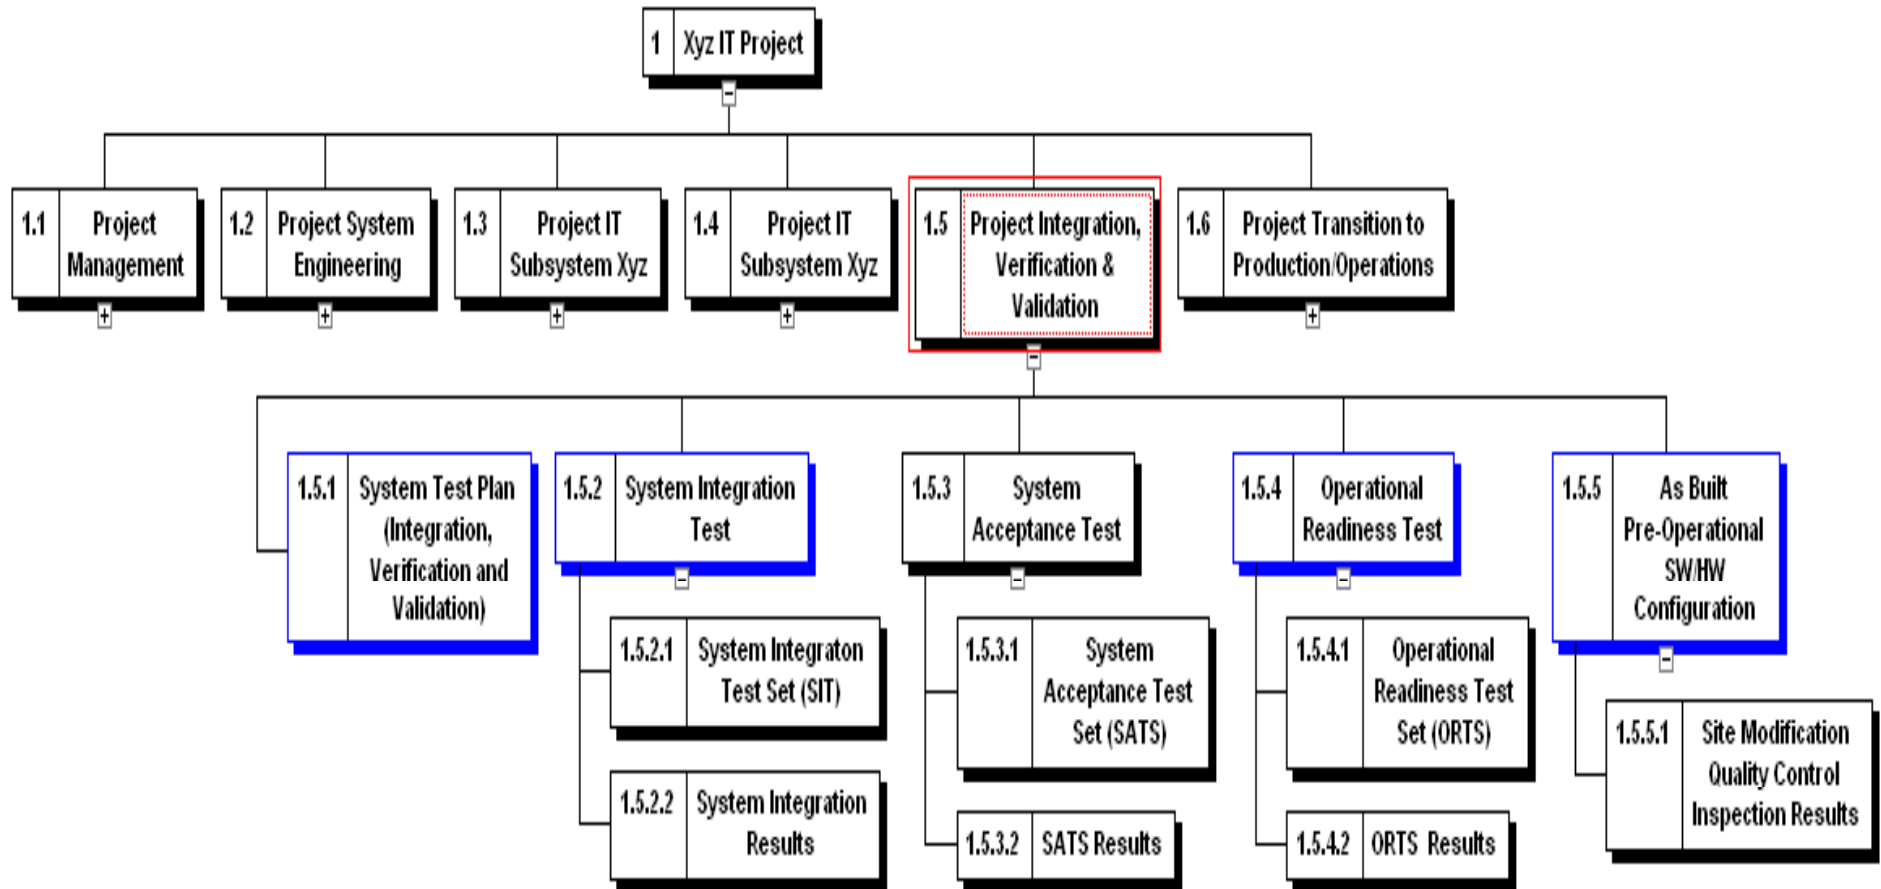 1 Xyz IT Project
1.1 Project
Management
1.2 Project System
Engineering
1.3 Project IT
Subsystem Xyz
1.4 Project IT
Subsystem Xyz
1.5 Project Integration,
Verification &
Validation
1.6 Project Transition to
Production/Operations
1.5.1 System Test Plan
(Integration,
Verification and
Validation)
1.5.2 System Integration
Test
1.5.3 System
Acceptance Test
1.5.4 Operational
Readiness Test
1.5.5 As Built
Pre-Operational
SW/HW
Configuration
1.5.2.1 System Integraton
Test Set (SIT)
1.5.2.2 System Integration
Results
1.5.3.1 System
Acceptance Test
Set (SATS)
1.5.3.2 SATS Results
1.5.4.1 Operational
Readiness Test
Set (ORTS)
1.5.4.2 ORTS Results
1.5.5.1 Site Modification
Quality Control
Inspection Results